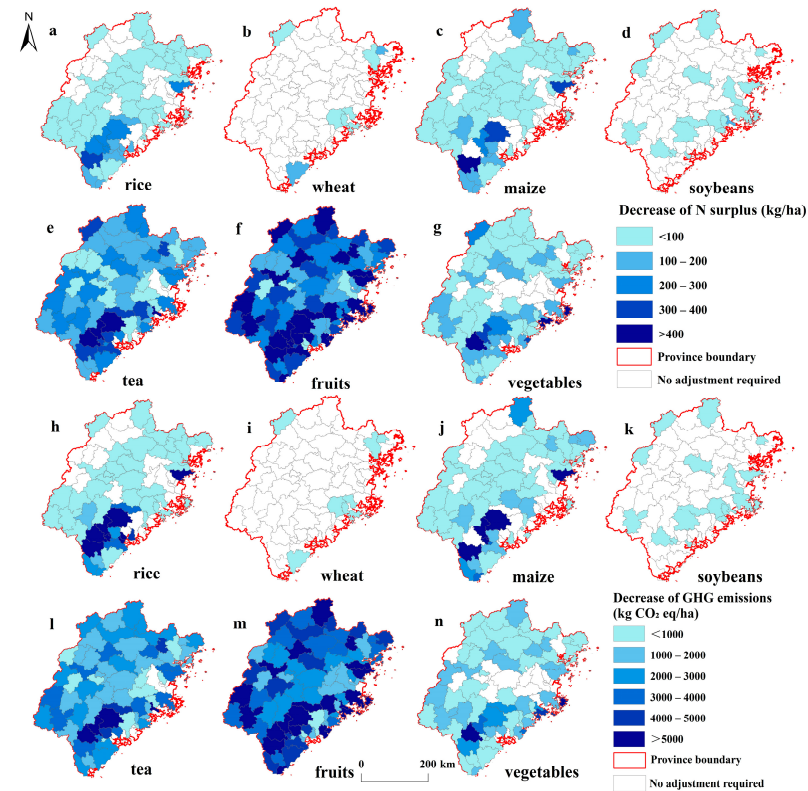 N
a
b
c
d
rice
wheat
maize
soybeans
Decrease of N surplus (kg/ha)
<100
100 – 200
200 – 300
300 – 400
>400
Province boundary
No adjustment required
e
f
g
tea
fruits
vegetables
h
i
j
k
rice
wheat
maize
soybeans
Decrease of GHG emissions
(kg CO₂ eq/ha)
<1000
1000 – 2000
2000 – 3000
3000 – 4000
4000 – 5000
>5000
Province boundary
No adjustment required
l
m
n
tea
fruits
0 200 km
vegetables